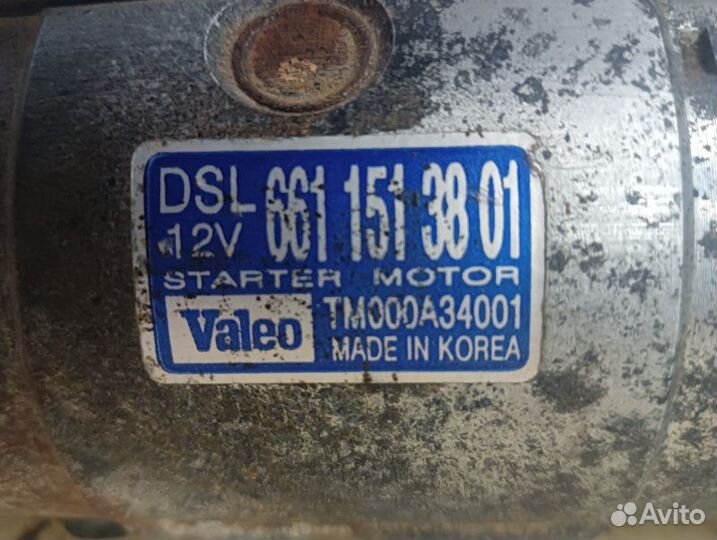 DSL 661 151 38 01
12V
STARTER MOTOR
Valeo TM000A34001
MADE IN KOREA
Avito